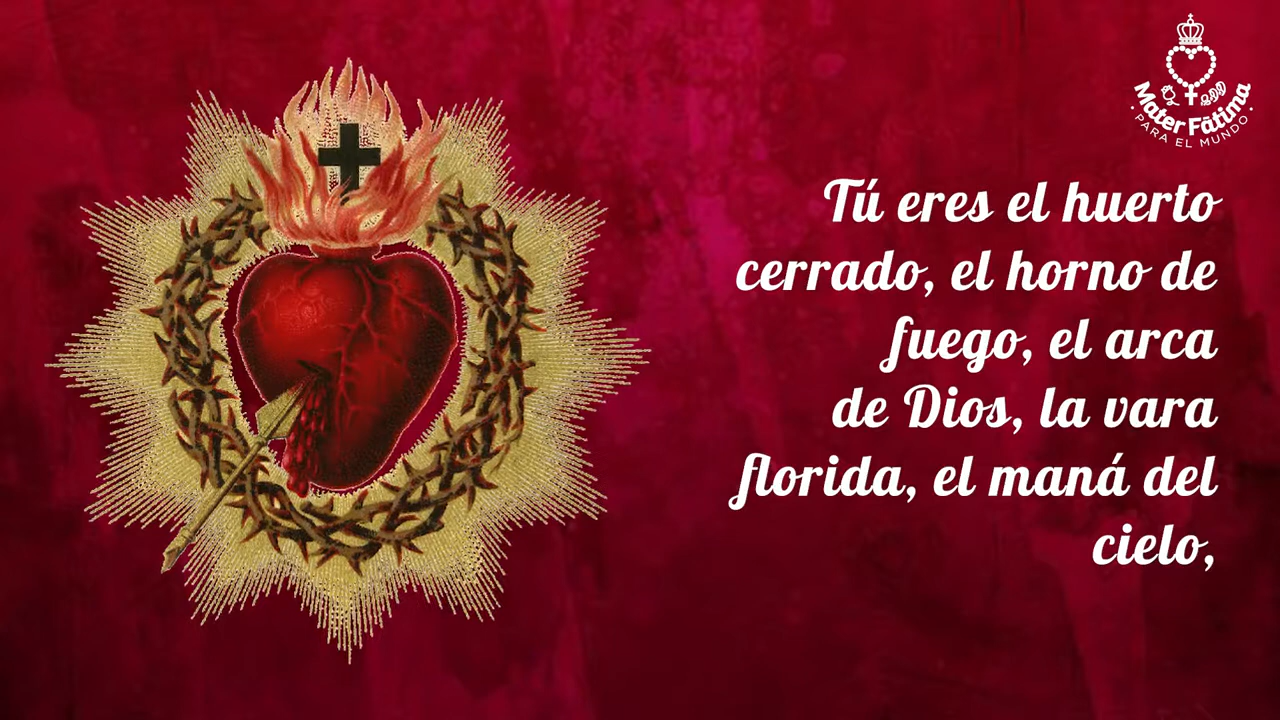 Mater Fãtima
· PARA EL MUNDO ·
Tú eres el huerto
cerrado, el horno de
fuego, el arca
de Dios, la vara
florida, el maná del
cielo,